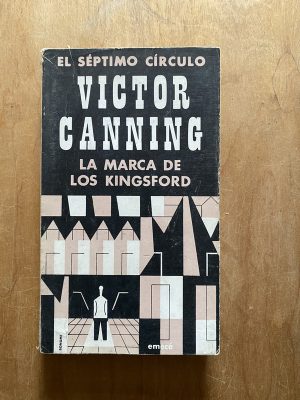 EL SÉPTIMO CÍRCULO
VICTOR
CANNING
LA MARCA DE
LOS KINGSFORD
emecé